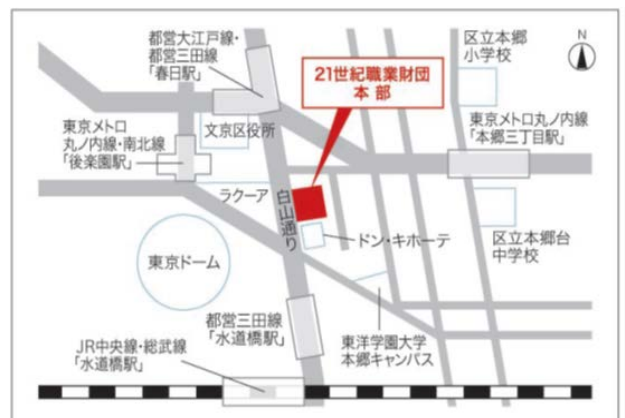 都営大江戸線・
都営三田線
「春日駅」
21世紀職業財団
本 部
区立本郷
小学校
N
東京メトロ
丸ノ内線・南北線
「後楽園駅」
文京区役所
東京メトロ丸ノ内線
「本郷三丁目駅」
ラクーア
白山通り
ドン・キホーテ
区立本郷台
中学校
東京ドーム
都営三田線
「水道橋駅」
東洋学園大学
本郷キャンパス
JR中央線・総武線
「水道橋駅」